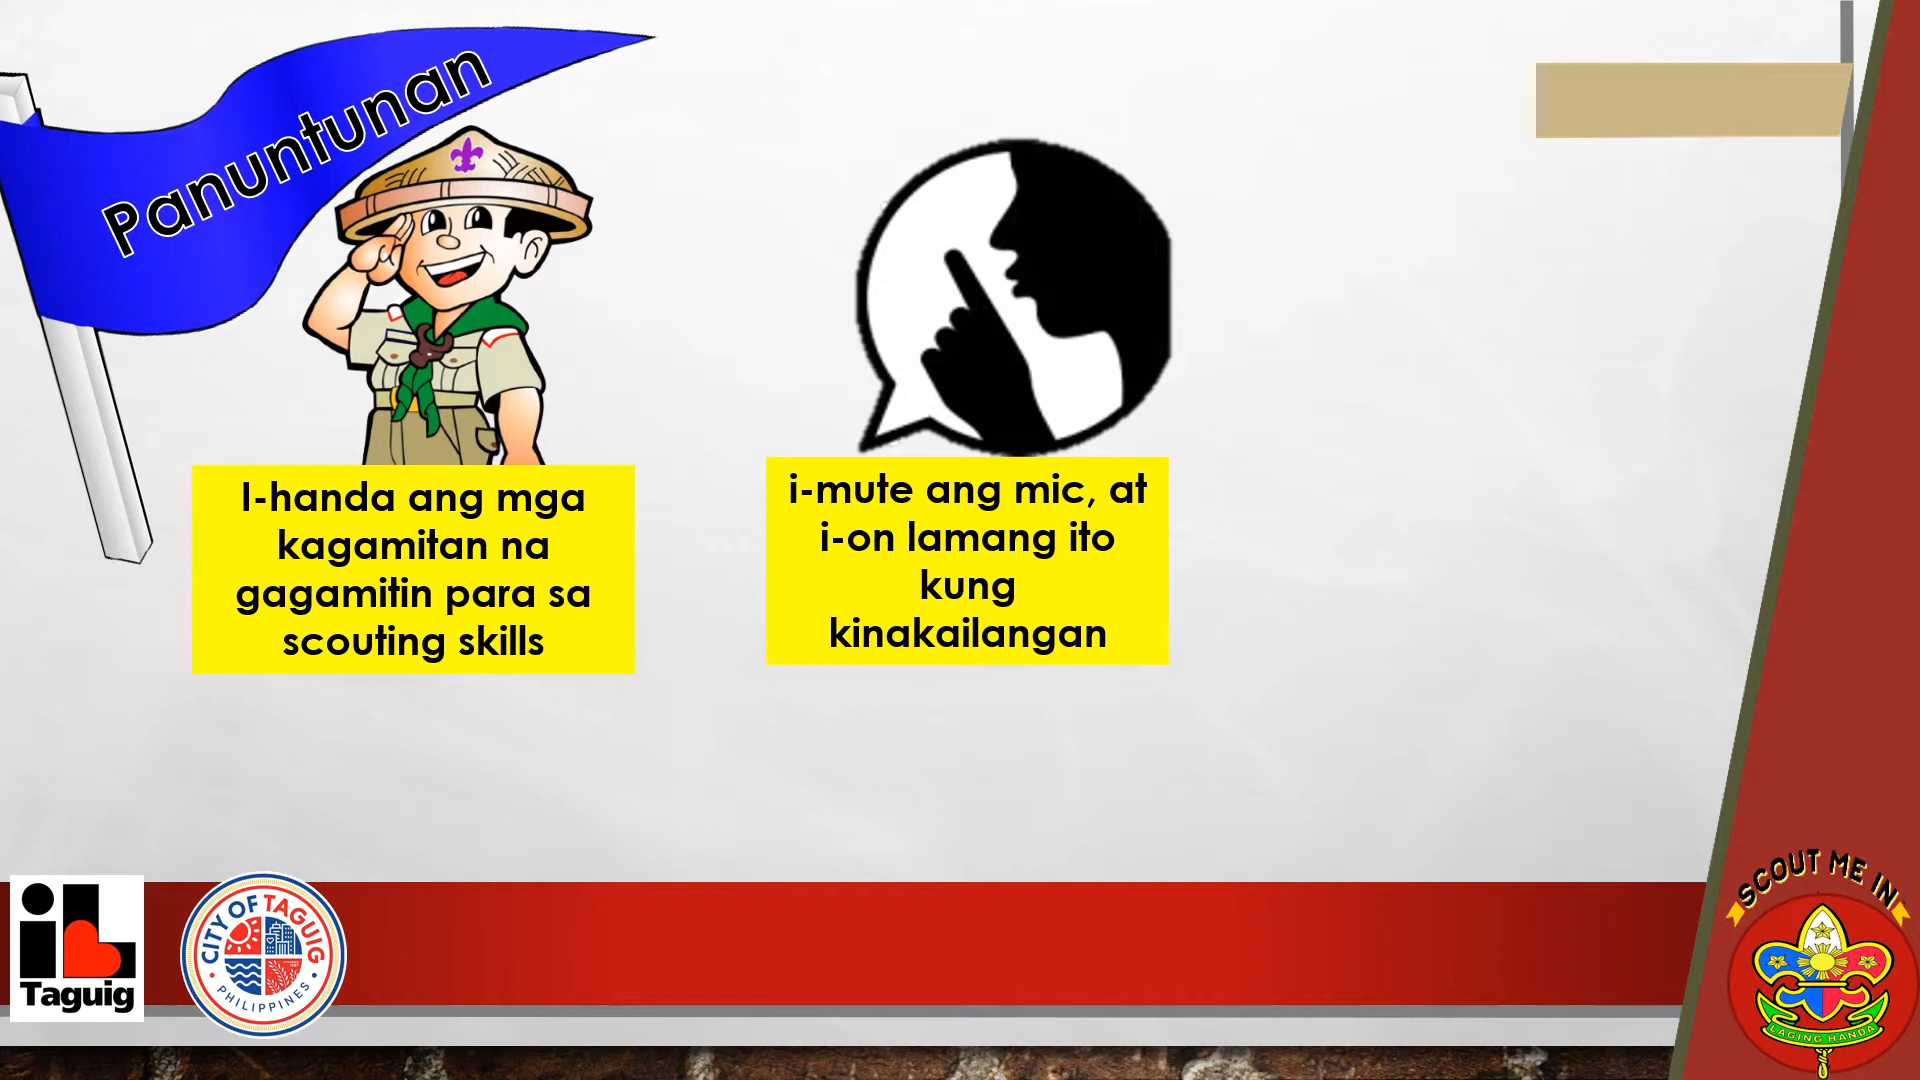 Panuntunan
I-handa ang mga
kagamitan na
gagamitin para sa
scouting skills
i-mute ang mic, at
i-on lamang ito
kung
kinakailangan
iL
Taguig
CITY OF TAGUIG
PHILIPPINES
SCOUT ME IN
LAGING HANDA